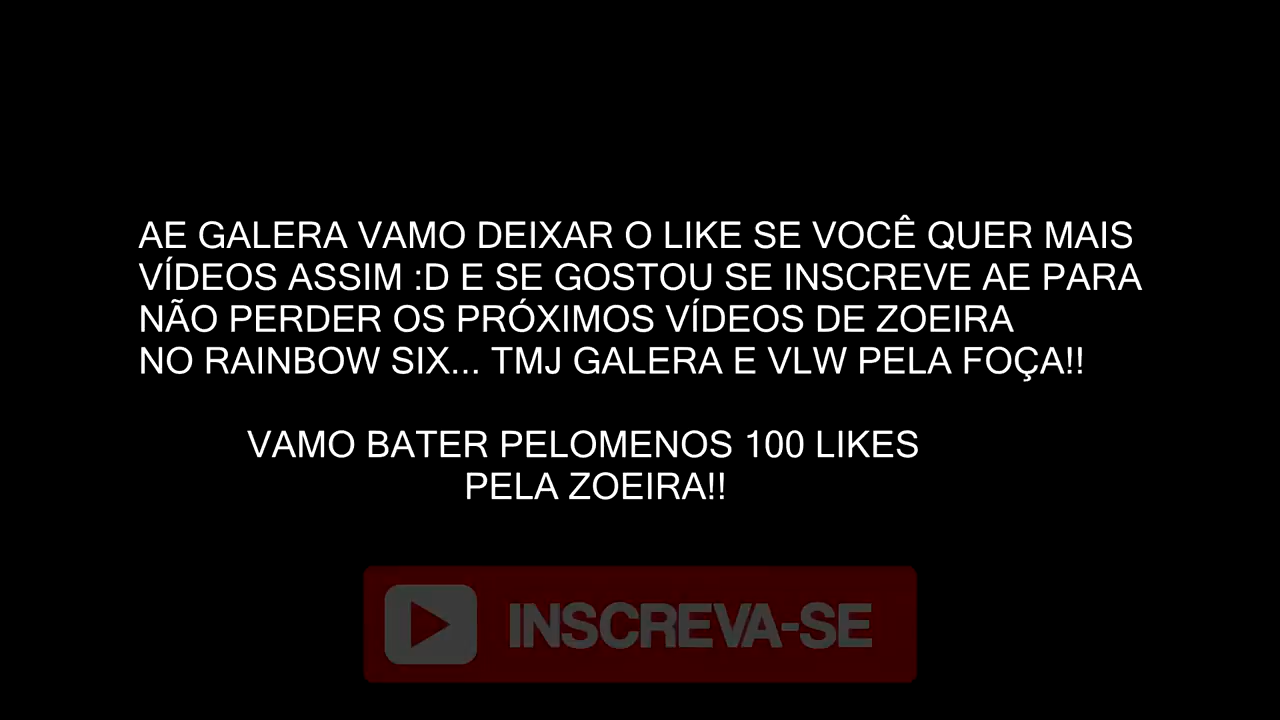 AE GALERA VAMO DEIXAR O LIKE SE VOCÊ QUER MAIS
VÍDEOS ASSIM :D E SE GOSTOU SE INSCREVE AE PARA
NÃO PERDER OS PRÓXIMOS VÍDEOS DE ZOEIRA
NO RAINBOW SIX... TMJ GALERA E VLW PELA FOÇA!!
VAMO BATER PELOMENOS 100 LIKES
PELA ZOEIRA!!
INSCREVA-SE